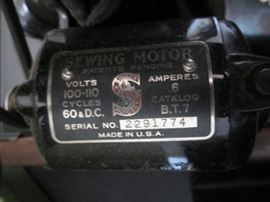 SEWING MOTOR
PATENTS PENDING
VOLTS AMPERES
100-110 .6
CYCLES CATALOG
60&D.C. B.T.7
SERIAL NO. 2291774
MADE IN U.S.A.